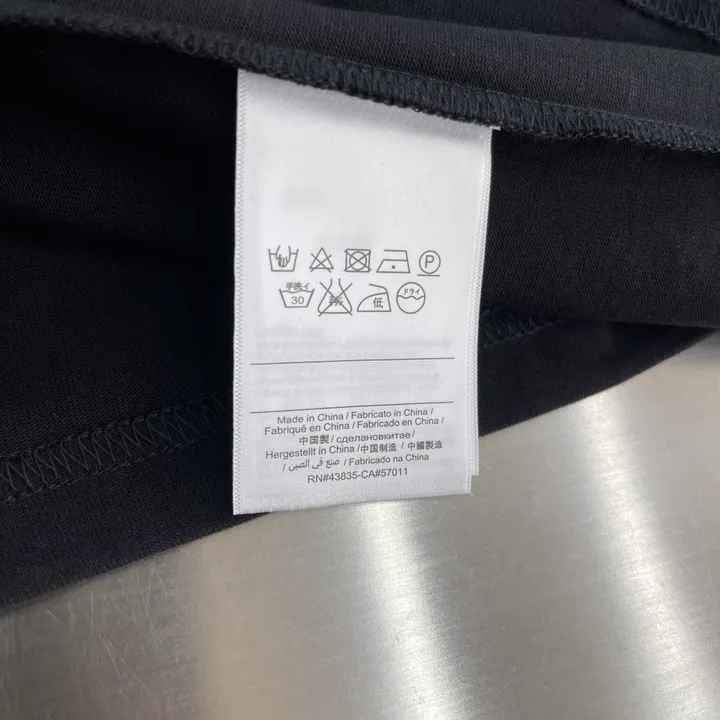 P
手洗イ
30
低
ドライ
Made in China / Fabricato in China /
Fabriqué en China / Fabricado en China /
中国製 / сделановкитае /
Hergestellt in China /中国制造 / 中國製造
/ صنع في الصين / Fabricado na China
RN#43835-CA#57011